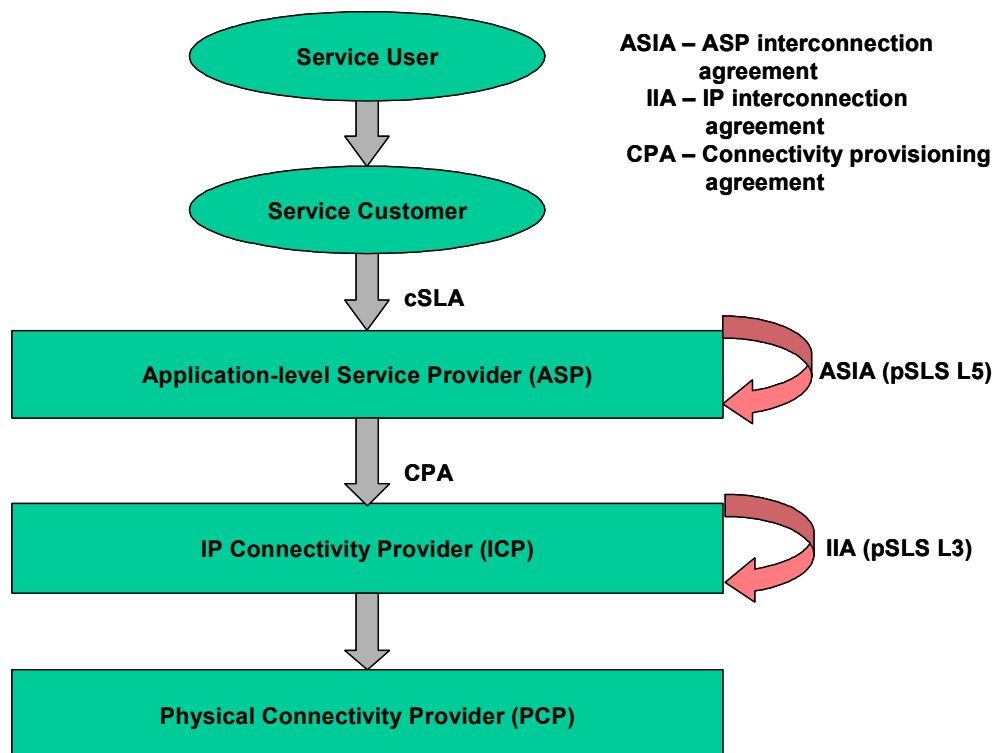 Service User
ASIA – ASP interconnection
agreement
IIA – IP interconnection
agreement
CPA – Connectivity provisioning
agreement
Service Customer
cSLA
Application-level Service Provider (ASP)
ASIA (pSLS L5)
CPA
IP Connectivity Provider (ICP)
IIA (pSLS L3)
Physical Connectivity Provider (PCP)